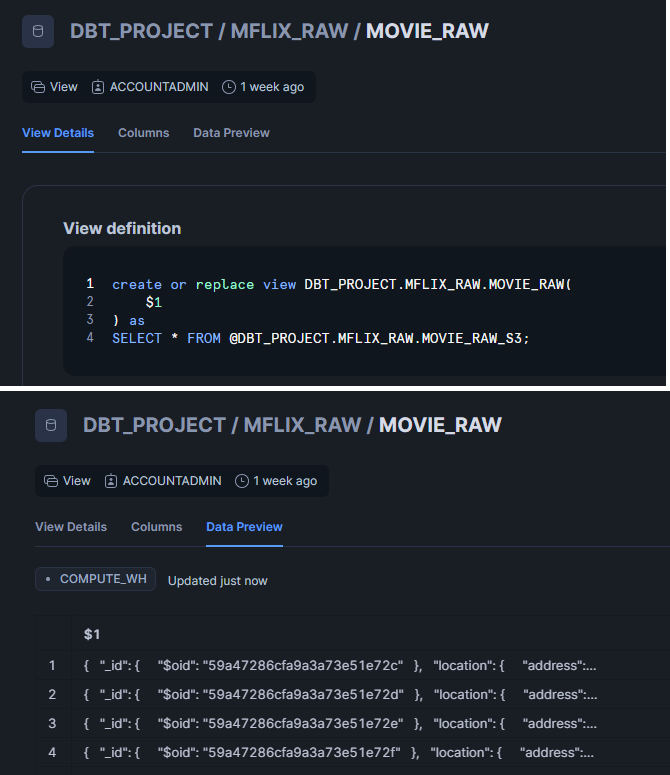 DBT_PROJECT / MFLIX_RAW / MOVIE_RAW
View ACCOUNTADMIN 1 week ago
View Details Columns Data Preview
View definition
1 create or replace view DBT_PROJECT.MFLIX_RAW.MOVIE_RAW(
2 $1
3 ) as
4 SELECT * FROM @DBT_PROJECT.MFLIX_RAW.MOVIE_RAW_S3;
DBT_PROJECT / MFLIX_RAW / MOVIE_RAW
View ACCOUNTADMIN 1 week ago
View Details Columns Data Preview
COMPUTE_WH Updated just now
$1
1 { "_id": { "$oid": "59a47286cfa9a3a73e51e72c" }, "location": { "address":...
2 { "_id": { "$oid": "59a47286cfa9a3a73e51e72d" }, "location": { "address":...
3 { "_id": { "$oid": "59a47286cfa9a3a73e51e72e" }, "location": { "address":...
4 { "_id": { "$oid": "59a47286cfa9a3a73e51e72f" }, "location": { "address":...